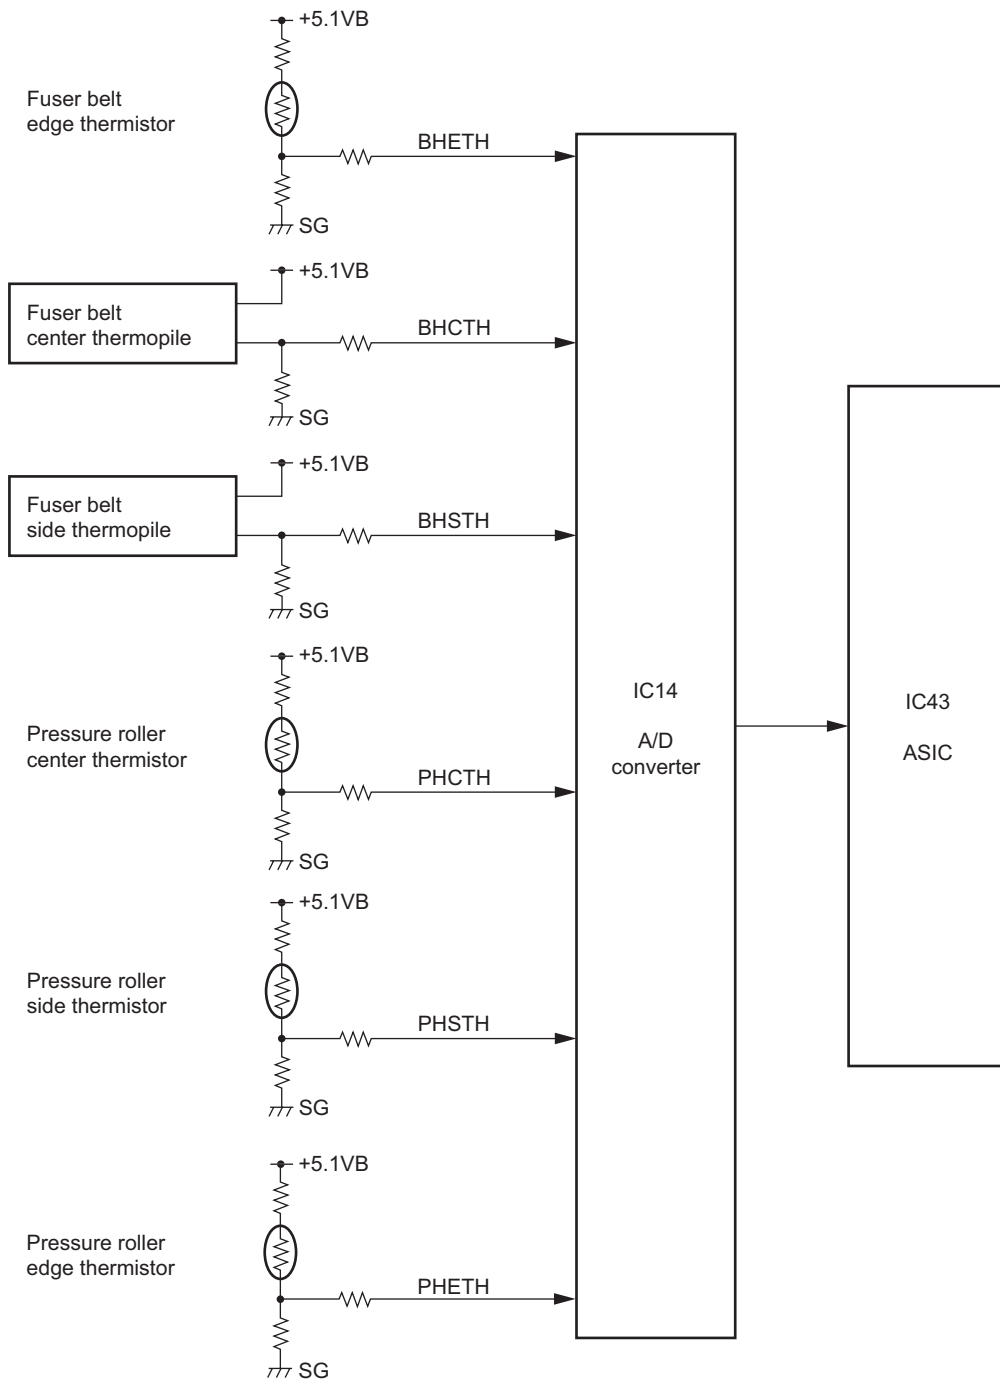 +5.1VB
Fuser belt
edge thermistor
BHETH
SG
+5.1VB
Fuser belt
center thermopile
BHCTH
SG
+5.1VB
Fuser belt
side thermopile
BHSTH
SG
+5.1VB
Pressure roller
center thermistor
PHCTH
SG
+5.1VB
Pressure roller
side thermistor
PHSTH
SG
+5.1VB
Pressure roller
edge thermistor
PHETH
SG
IC14
A/D
converter
IC43
ASIC